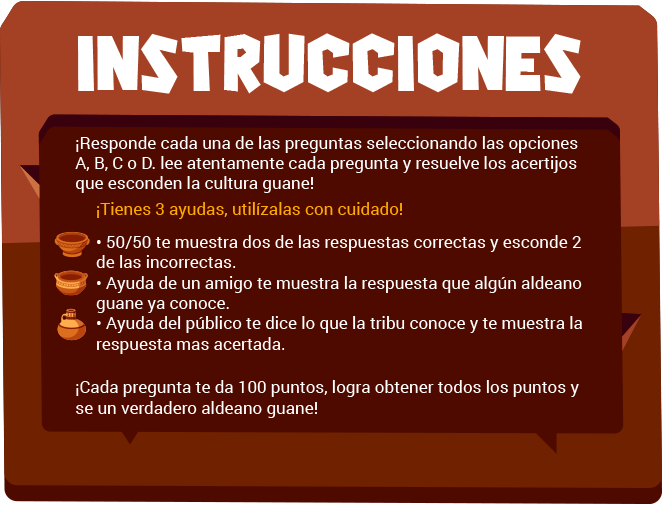 INSTRUCCIONES
¡Responde cada una de las preguntas seleccionando las opciones
A, B, C o D. lee atentamente cada pregunta y resuelve los acertijos
que esconden la cultura guane!
¡Tienes 3 ayudas, utilízalas con cuidado!
• 50/50 te muestra dos de las respuestas correctas y esconde 2
de las incorrectas.
• Ayuda de un amigo te muestra la respuesta que algún aldeano
guane ya conoce.
• Ayuda del público te dice lo que la tribu conoce y te muestra la
respuesta mas acertada.
¡Cada pregunta te da 100 puntos, logra obtener todos los puntos y
se un verdadero aldeano guane!